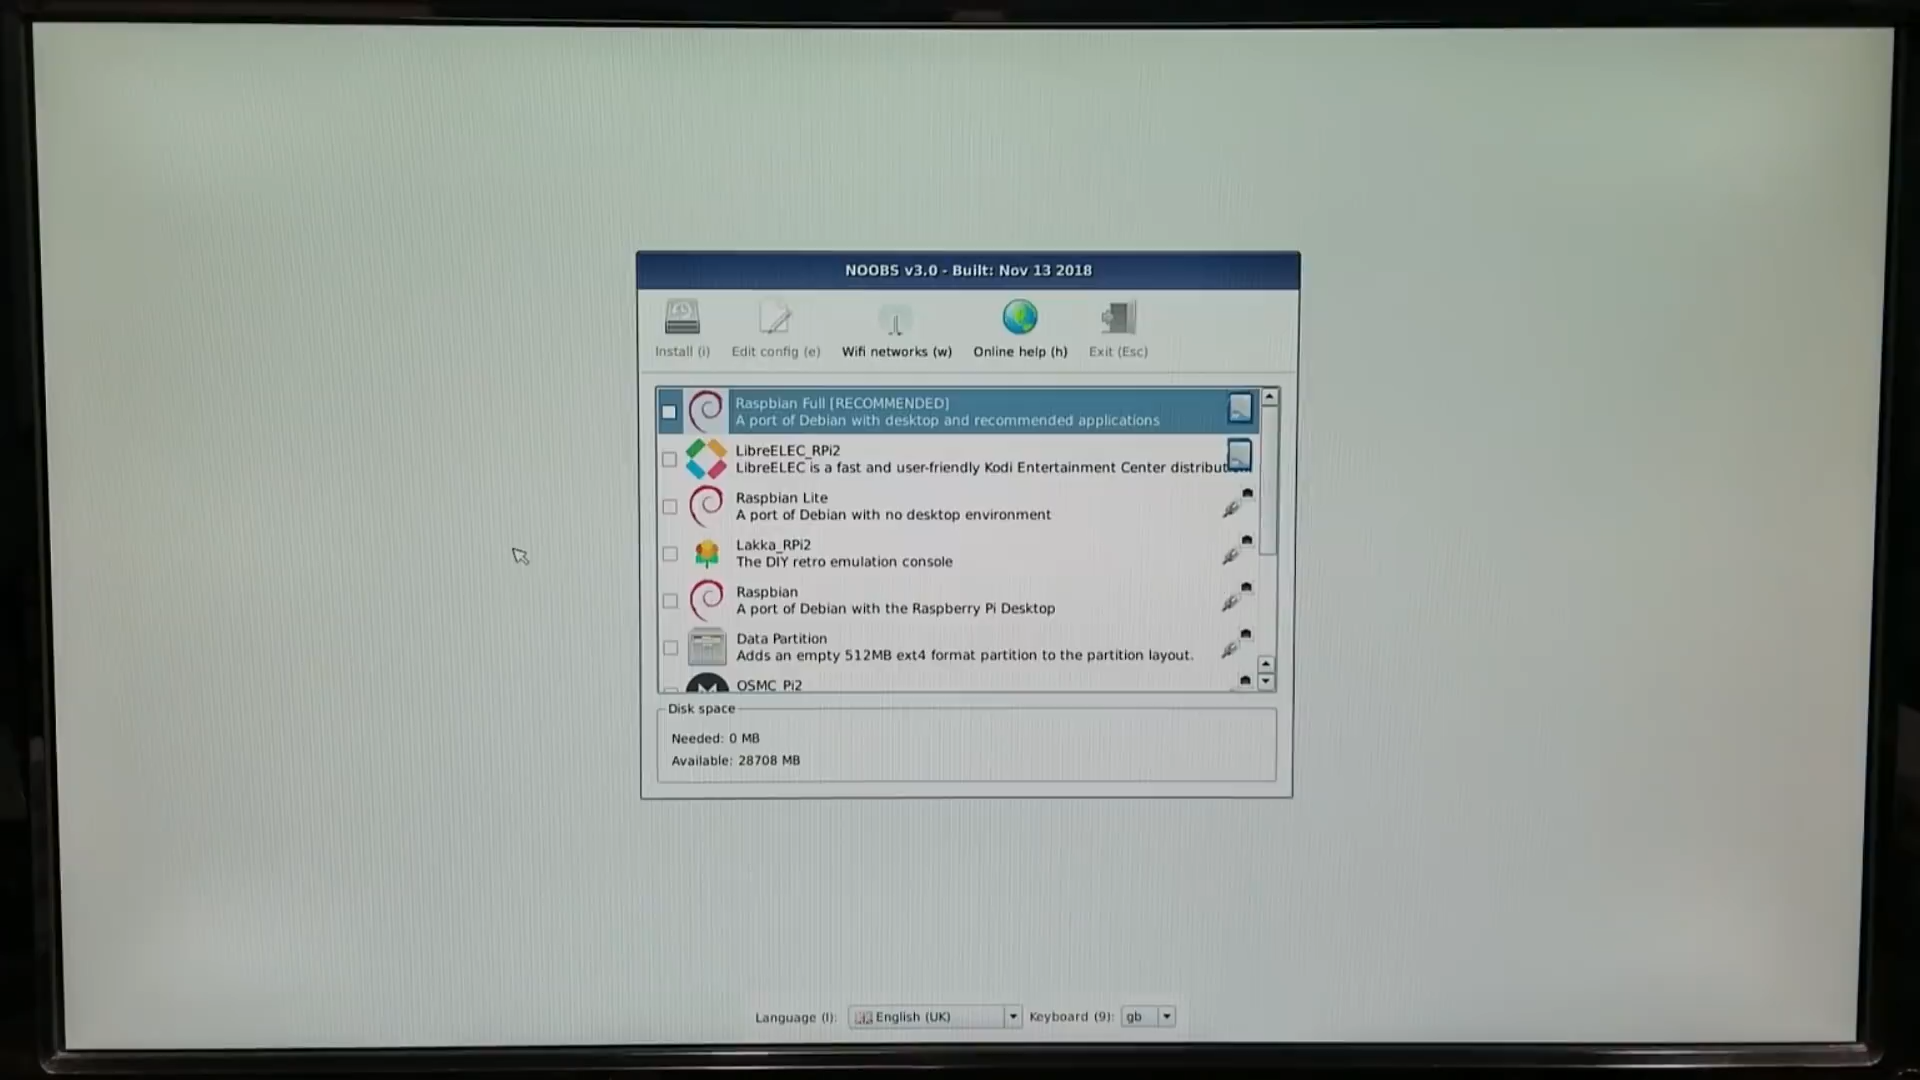 NOOBS v3.0 - Built: Nov 13 2018
Install (i) Edit config (e) Wifi networks (w) Online help (h) Exit (Esc)
Raspbian Full [RECOMMENDED]
A port of Debian with desktop and recommended applications
LibreELEC_RPi2
LibreELEC is a fast and user-friendly Kodi Entertainment Center
Raspbian Lite
A port of Debian with no desktop environment
Lakka_RPi2
The DIY retro emulation console
Raspbian
A port of Debian with the Raspberry Pi Desktop
Data Partition
Adds an empty 512MB ext4 format partition to the partition layout.
OSMC_Pi2
Disk space
Needed: 0 MB
Available: 28708 MB
Language (l): English (UK) Keyboard (9): gb